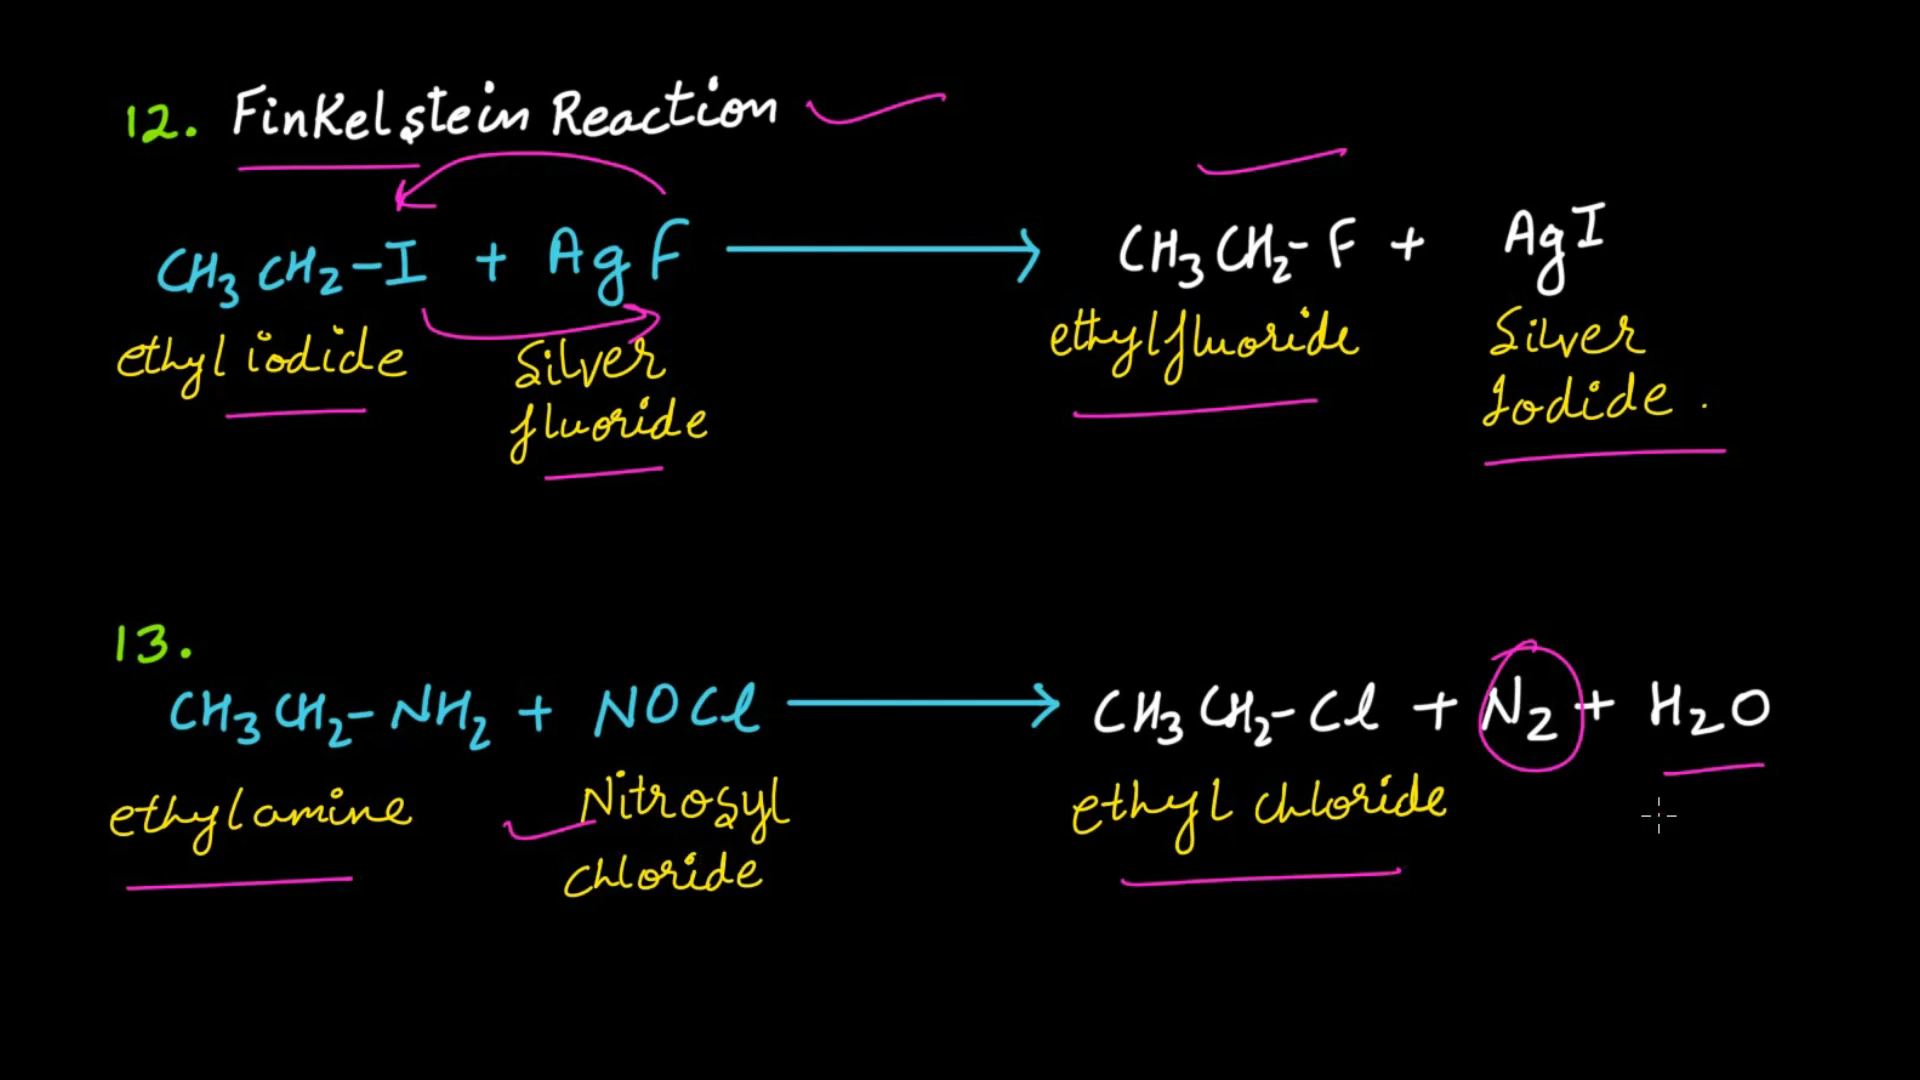 12. Finkelstein Reaction
CH₃CH₂-I + AgF → CH₃CH₂-F + AgI
ethyl iodide Silver fluoride ethylfluoride Silver Iodide.
13.
CH₃CH₂-NH₂ + NOCl → CH₃CH₂-Cl + N₂ + H₂O
ethylamine Nitrosyl chloride ethyl chloride